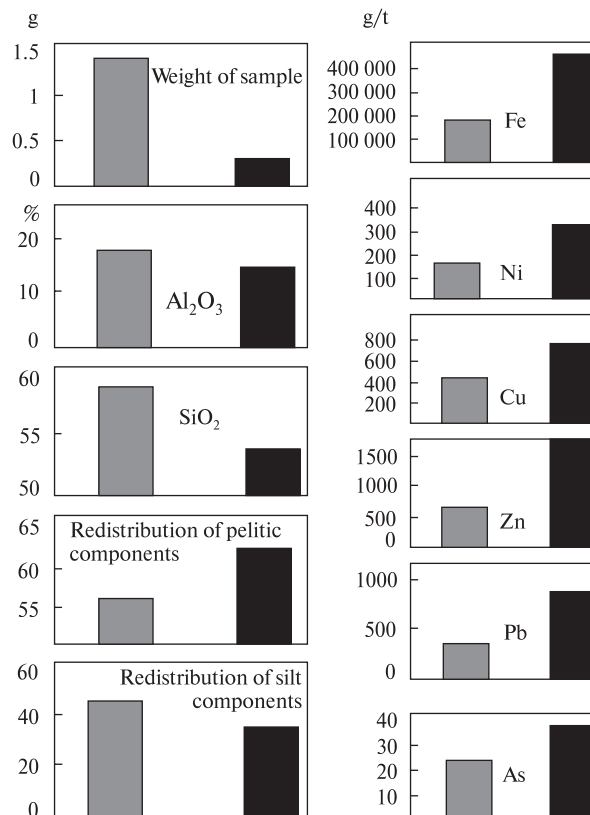 g
1.5
1
0.5
0
Weight of sample
%
20
10
0
Al₂O₃
60
55
50
SiO₂
65
60
55
Redistribution of pelitic
components
60
40
20
0
Redistribution of silt
components
g/t
400 000
300 000
200 000
100 000
Fe
400
300
200
100
Ni
800
600
400
200
Cu
1500
1000
500
0
Zn
1000
500
0
Pb
40
30
20
10
As